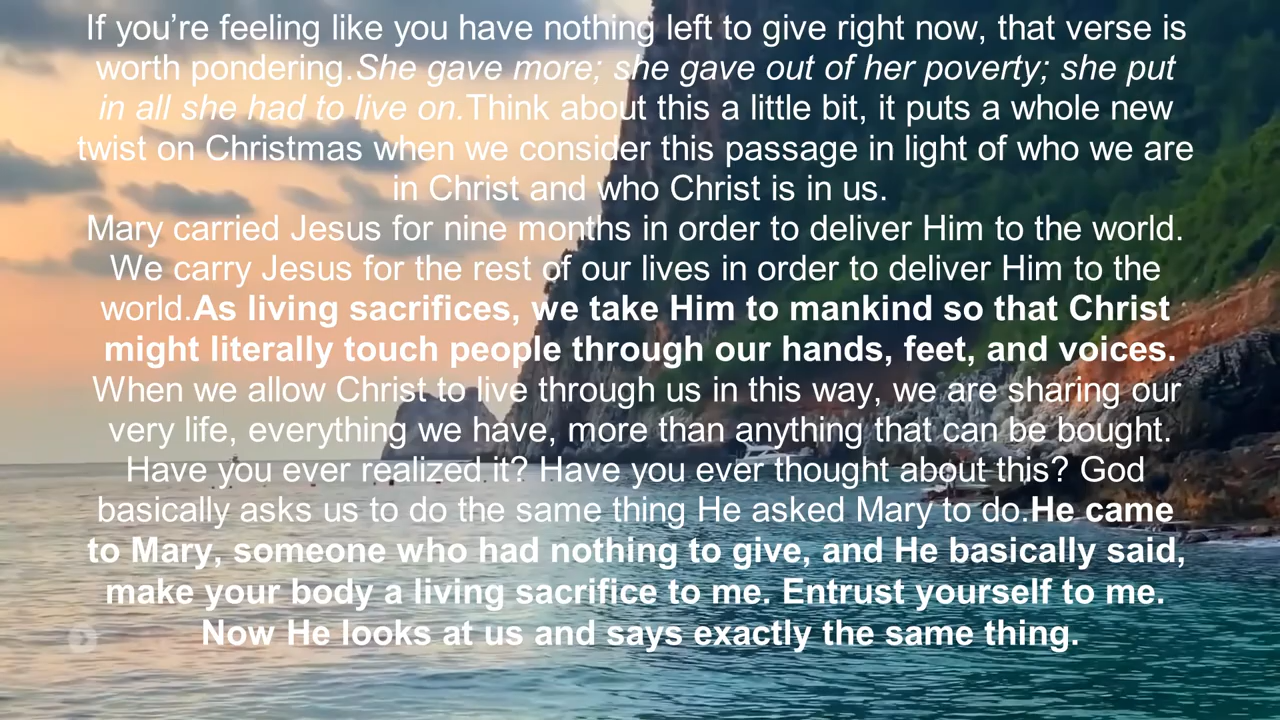 If you’re feeling like you have nothing left to give right now, that verse is
worth pondering.She gave more; she gave out of her poverty; she put
in all she had to live on.Think about this a little bit, it puts a whole new
twist on Christmas when we consider this passage in light of who we are
in Christ and who Christ is in us.
Mary carried Jesus for nine months in order to deliver Him to the world.
We carry Jesus for the rest of our lives in order to deliver Him to the
world.As living sacrifices, we take Him to mankind so that Christ
might literally touch people through our hands, feet, and voices.
When we allow Christ to live through us in this way, we are sharing our
very life, everything we have, more than anything that can be bought.
Have you ever realized it? Have you ever thought about this? God
basically asks us to do the same thing He asked Mary to do.He came
to Mary, someone who had nothing to give, and He basically said,
make your body a living sacrifice to me. Entrust yourself to me.
Now He looks at us and says exactly the same thing.